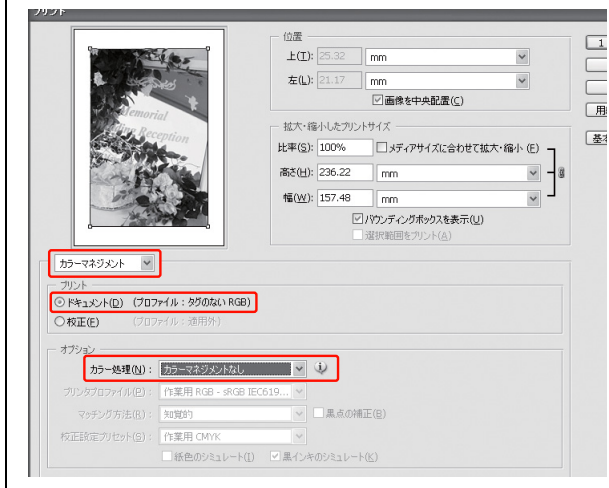 プリント
位置
上(T): 25.32 mm
左(L): 21.17 mm
画像を中央配置(C)
拡大・縮小したプリントサイズ
比率(S): 100% メディアサイズに合わせて拡大・縮小 (F)
高さ(H): 236.22 mm
幅(W): 157.48 mm
バウンディングボックスを表示(U)
選択範囲をプリント(A)
1
用
基本
Memorial
Reception
カラーマネジメント
プリント
ドキュメント(D) (プロファイル : タグのない RGB)
校正(E) (プロファイル : 適用外)
オプション
カラー処理(N) : カラーマネジメントなし
プリンタプロファイル(P) : 作業用 RGB - sRGB IEC619...
マッチング方法(R) : 知覚的 黒点の補正(B)
校正設定プリセット(S) : 作業用 CMYK
紙色のシミュレート(I) 黒インキのシミュレート(K)